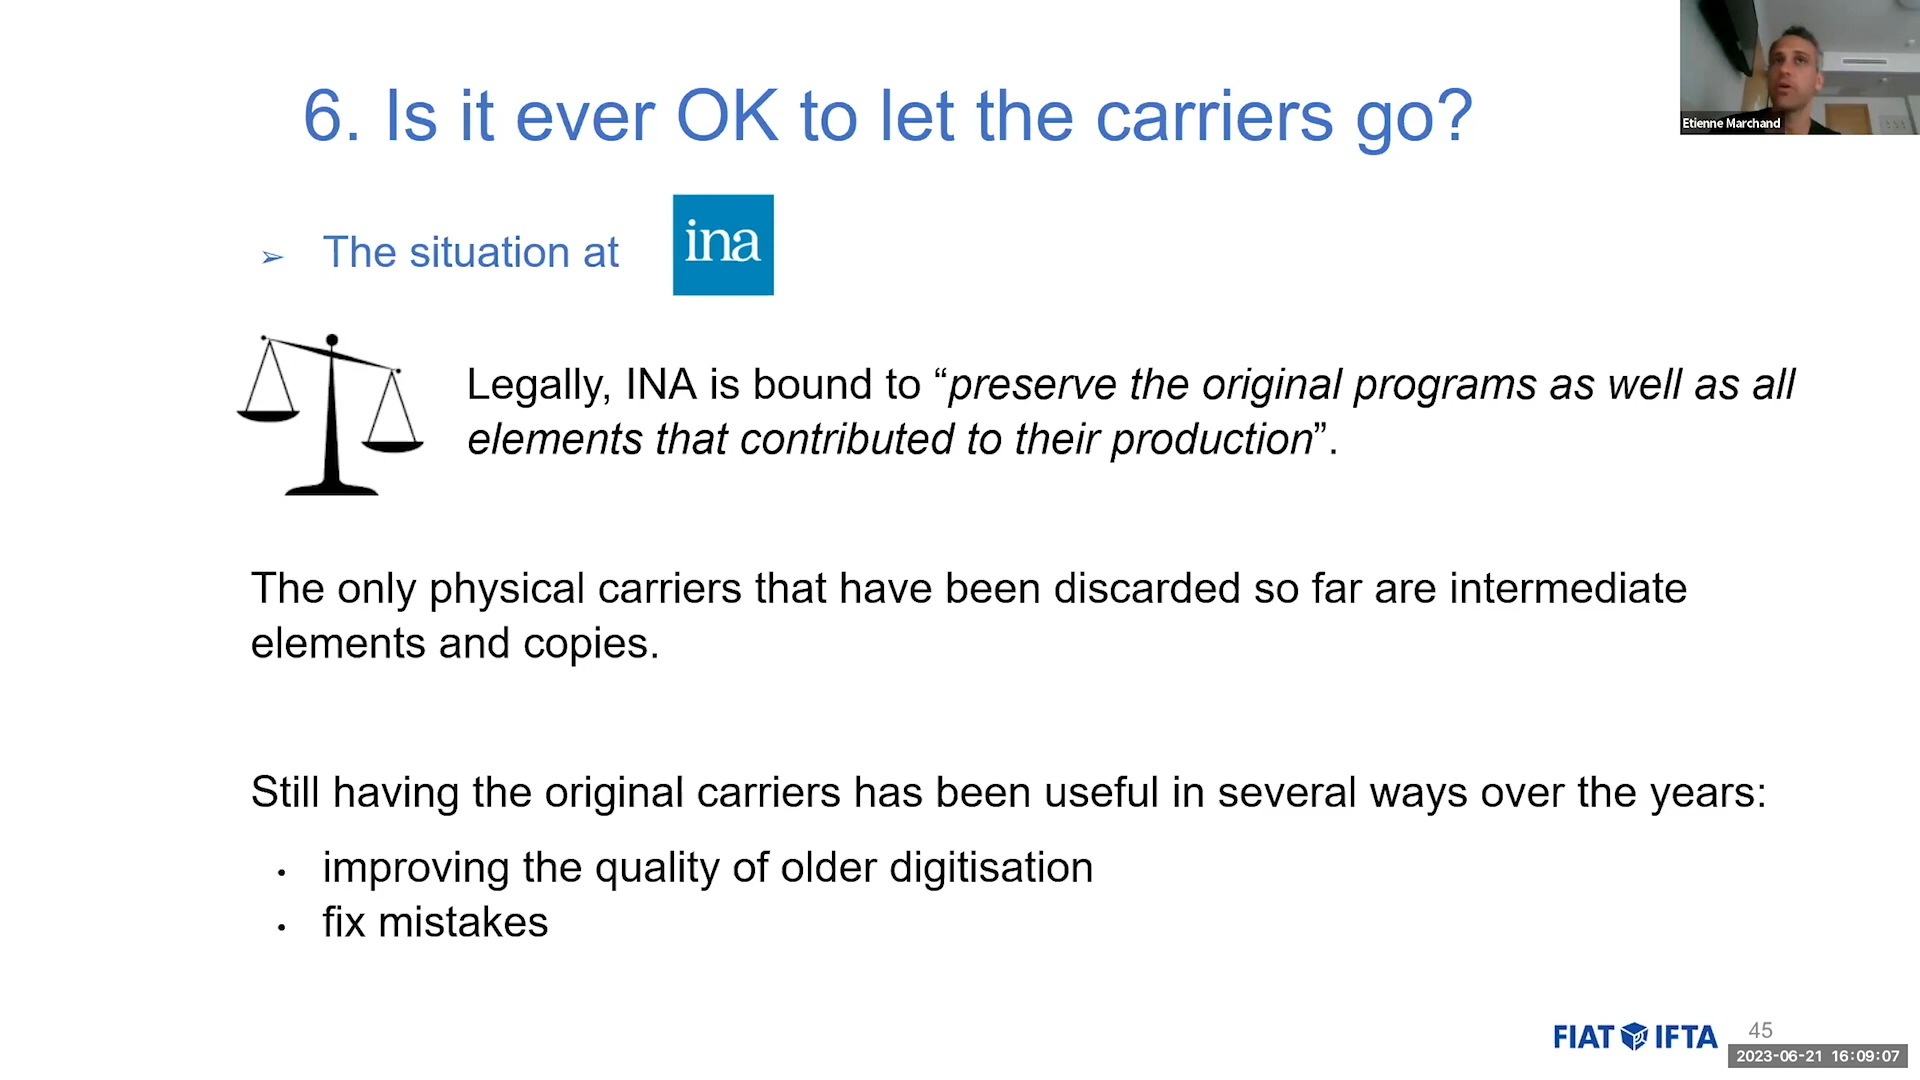 Etienne Marchand
6. Is it ever OK to let the carriers go?
➢ The situation at
ina
Legally, INA is bound to “preserve the original programs as well as all
elements that contributed to their production”.
The only physical carriers that have been discarded so far are intermediate
elements and copies.
Still having the original carriers has been useful in several ways over the years:
• improving the quality of older digitisation
• fix mistakes
FIAT IFTA
45
2023-06-21 16:09:07